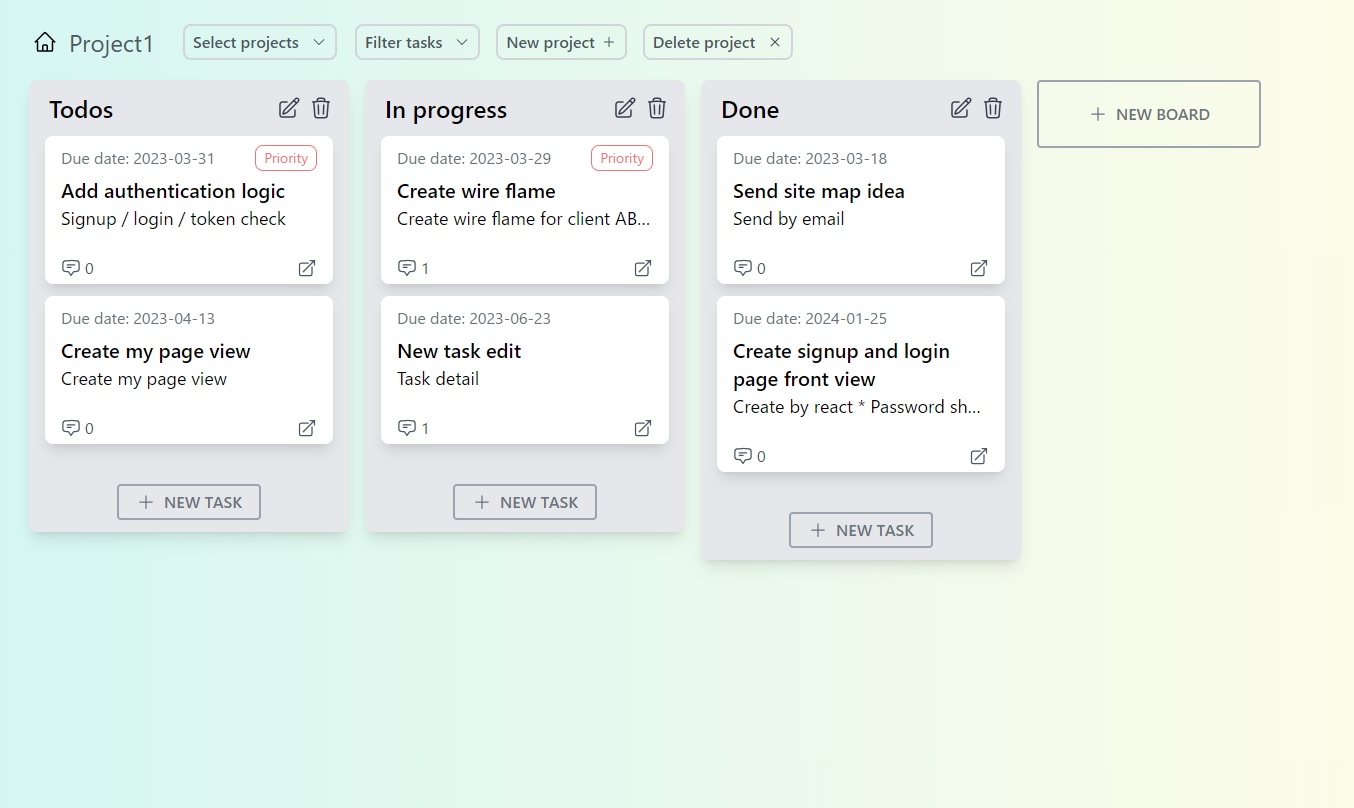 Project1
Select projects
Filter tasks
New project
Delete project
Todos
Due date: 2023-03-31
Priority
Add authentication logic
Signup / login / token check
0
Due date: 2023-04-13
Create my page view
Create my page view
0
NEW TASK
In progress
Due date: 2023-03-29
Priority
Create wire flame
Create wire flame for client AB...
1
Due date: 2023-06-23
New task edit
Task detail
1
NEW TASK
Done
Due date: 2023-03-18
Send site map idea
Send by email
0
Due date: 2024-01-25
Create signup and login
page front view
Create by react * Password sh...
0
NEW TASK
NEW BOARD